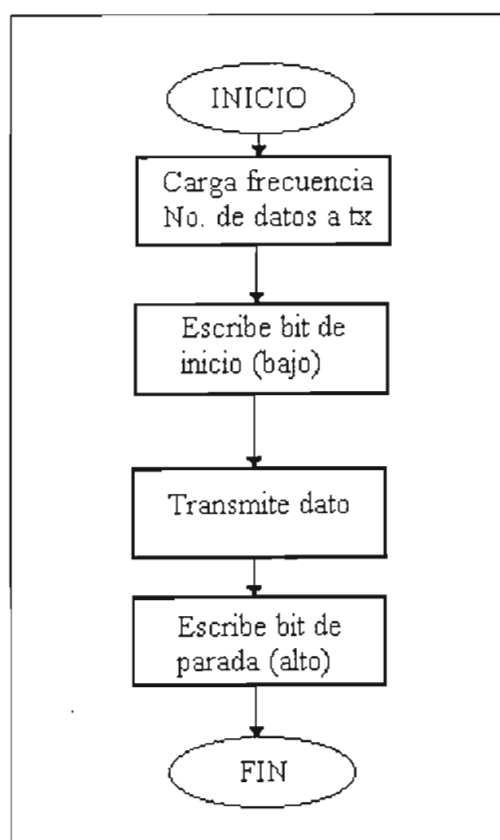 INICIO
Carga frecuencia
No. de datos a tx
Escribe bit de
inicio (bajo)
Transmite dato
Escribe bit de
parada (alto)
FIN